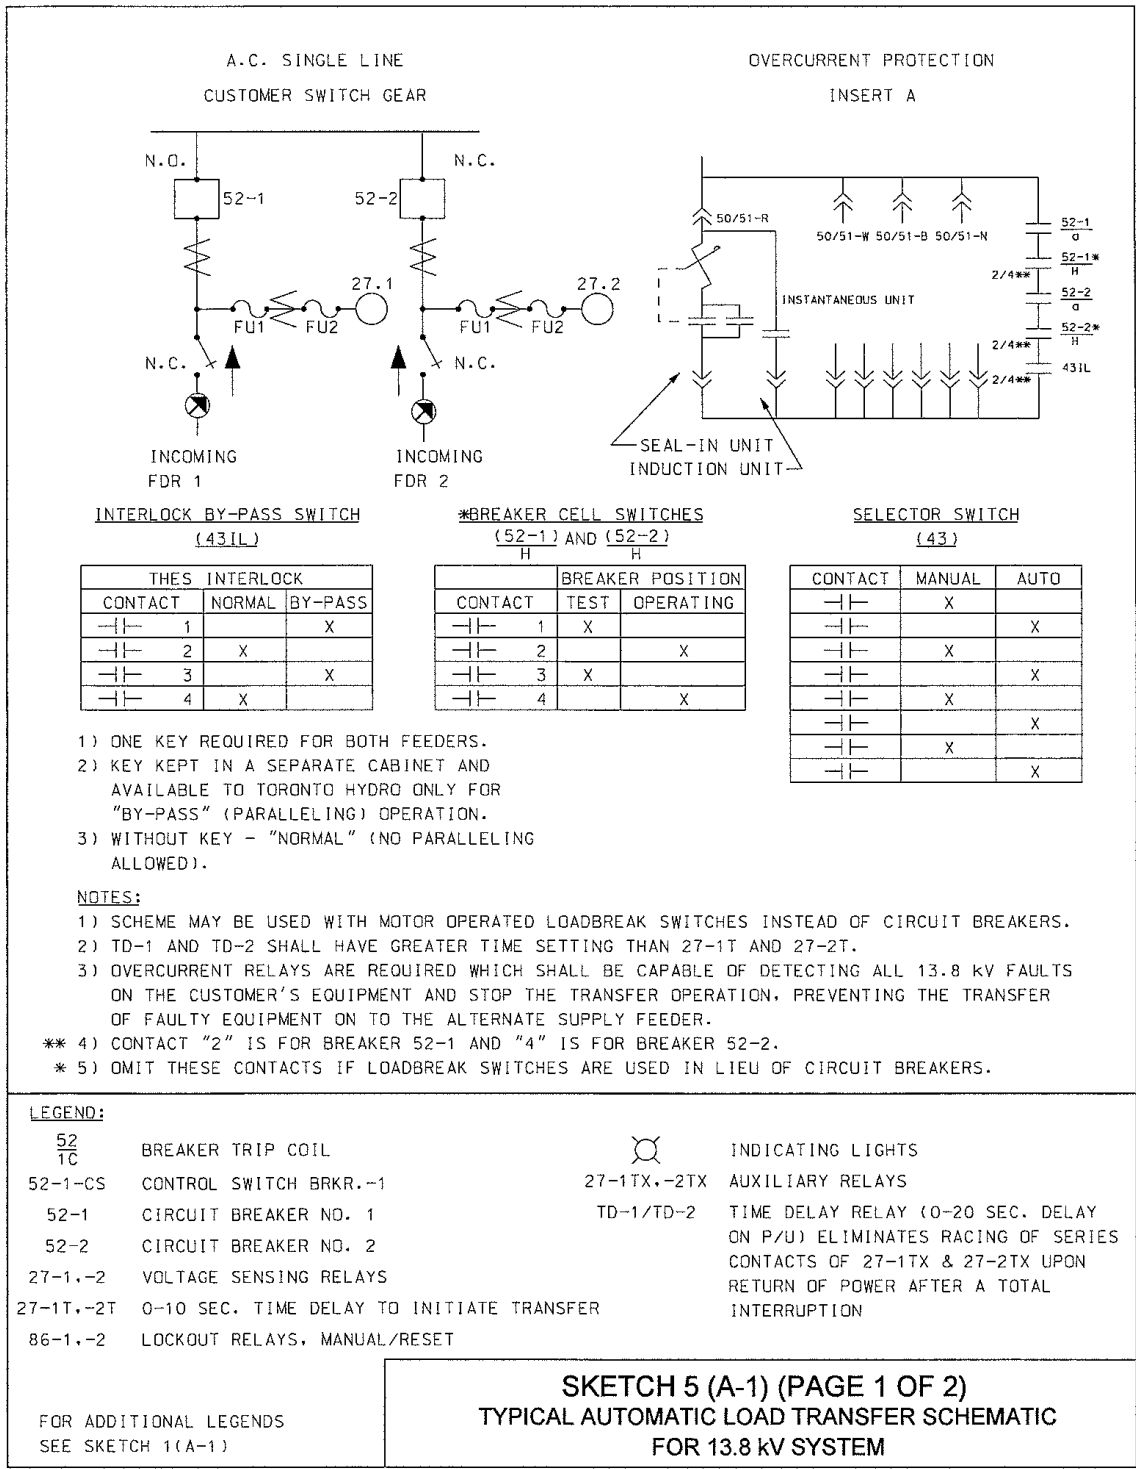 A.C. SINGLE LINE
CUSTOMER SWITCH GEAR
N.O.
N.C.
52-1
52-2
27.1
27.2
FU1
FU2
FU1
FU2
N.C.
N.C.
INCOMING
FDR 1
INCOMING
FDR 2
OVERCURRENT PROTECTION
INSERT A
50/51-R
50/51-W 50/51-B 50/51-N
INSTANTANEOUS UNIT
52-1
a
52-1*
H
2/4**
52-2
a
52-2*
H
2/4**
43IL
2/4**
SEAL-IN UNIT
INDUCTION UNIT
INTERLOCK BY-PASS SWITCH
(43IL)
THES INTERLOCK
CONTACT NORMAL BY-PASS
1 X
2 X
3 X
4 X
*BREAKER CELL SWITCHES
(52-1) AND (52-2)
H H
BREAKER POSITION
CONTACT TEST OPERATING
1 X
2 X
3 X
4 X
SELECTOR SWITCH
(43)
CONTACT MANUAL AUTO
X
X
X
X
X
X
X
X
1) ONE KEY REQUIRED FOR BOTH FEEDERS.
2) KEY KEPT IN A SEPARATE CABINET AND
AVAILABLE TO TORONTO HYDRO ONLY FOR
"BY-PASS" (PARALLELING) OPERATION.
3) WITHOUT KEY - "NORMAL" (NO PARALLELING
ALLOWED).
NOTES:
1) SCHEME MAY BE USED WITH MOTOR OPERATED LOADBREAK SWITCHES INSTEAD OF CIRCUIT BREAKERS.
2) TD-1 AND TD-2 SHALL HAVE GREATER TIME SETTING THAN 27-1T AND 27-2T.
3) OVERCURRENT RELAYS ARE REQUIRED WHICH SHALL BE CAPABLE OF DETECTING ALL 13.8 kV FAULTS
ON THE CUSTOMER'S EQUIPMENT AND STOP THE TRANSFER OPERATION, PREVENTING THE TRANSFER
OF FAULTY EQUIPMENT ON TO THE ALTERNATE SUPPLY FEEDER.
** 4) CONTACT "2" IS FOR BREAKER 52-1 AND "4" IS FOR BREAKER 52-2.
* 5) OMIT THESE CONTACTS IF LOADBREAK SWITCHES ARE USED IN LIEU OF CIRCUIT BREAKERS.
LEGEND:
52
1C
BREAKER TRIP COIL
52-1-CS CONTROL SWITCH BRKR.-1
52-1 CIRCUIT BREAKER NO. 1
52-2 CIRCUIT BREAKER NO. 2
27-1,-2 VOLTAGE SENSING RELAYS
27-1T,-2T 0-10 SEC. TIME DELAY TO INITIATE TRANSFER
86-1,-2 LOCKOUT RELAYS, MANUAL/RESET
INDICATING LIGHTS
27-1TX,-2TX AUXILIARY RELAYS
TD-1/TD-2 TIME DELAY RELAY (0-20 SEC. DELAY
ON P/U) ELIMINATES RACING OF SERIES
CONTACTS OF 27-1TX & 27-2TX UPON
RETURN OF POWER AFTER A TOTAL
INTERRUPTION
FOR ADDITIONAL LEGENDS
SEE SKETCH 1(A-1)
SKETCH 5 (A-1) (PAGE 1 OF 2)
TYPICAL AUTOMATIC LOAD TRANSFER SCHEMATIC
FOR 13.8 kV SYSTEM